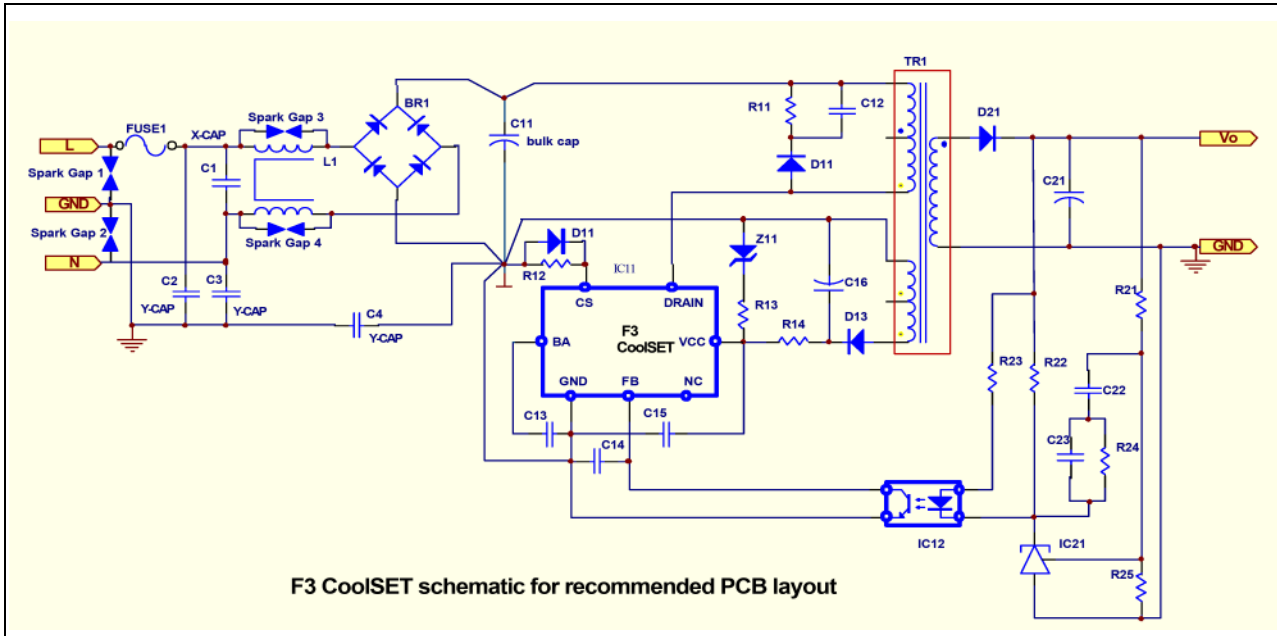 TR1
BR1
R11
C12
D21
Spark Gap 3
C11
bulk cap
FUSE1
X-CAP
L
L1
Vo
Spark Gap 1
C1
D11
C21
GND
Spark Gap 2
Spark Gap 4
D11
Z11
GND
N
R12
IC11
C16
C2
C3
CS
DRAIN
R21
Y-CAP
Y-CAP
C4
Y-CAP
F3
CoolSET
R13
R14
D13
BA
VCC
R23
R22
GND
FB
NC
C22
C13
C15
C14
C23
R24
IC12
IC21
R25
F3 CoolSET schematic for recommended PCB layout